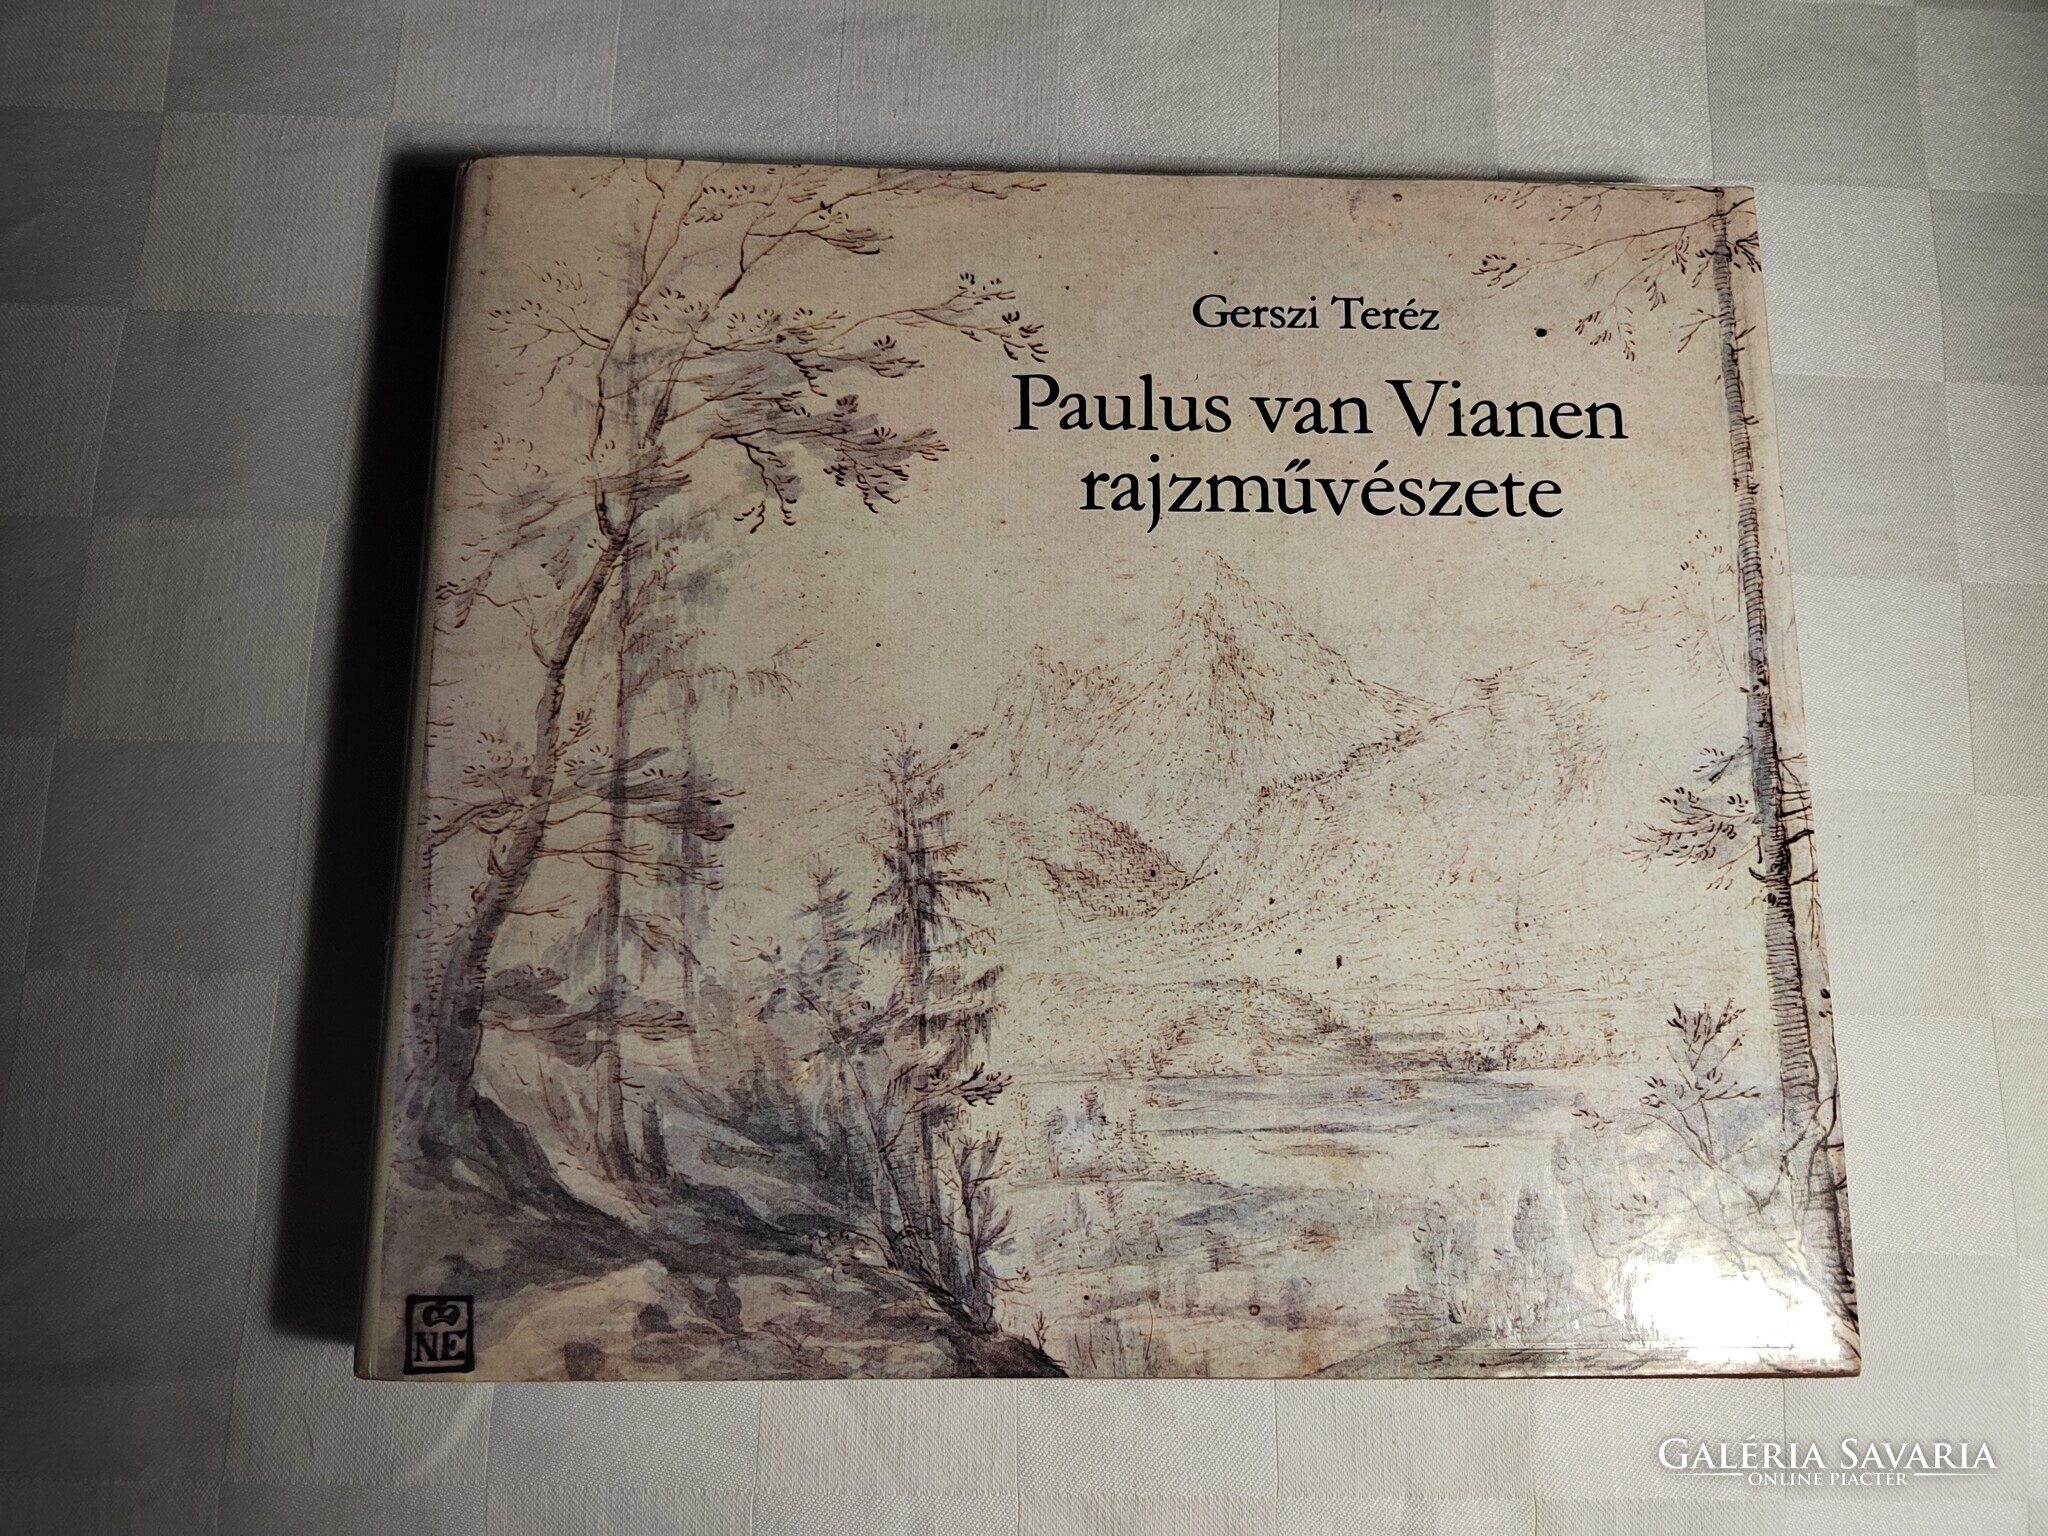 Gerszi Teréz
Paulus van Vianen
rajzművészete
NE
GALÉRIA SAVARIA
ONLINE PIACTÉR